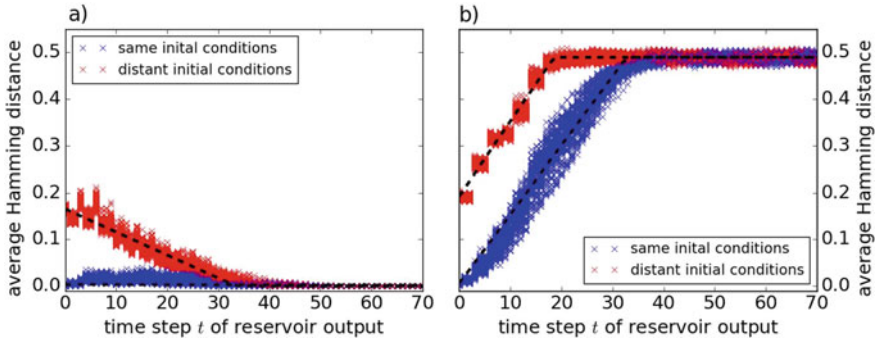 a)
average Hamming distance
0.5
0.4
0.3
0.2
0.1
0.0
same inital conditions
distant initial conditions
0 10 20 30 40 50 60 70
time step t of reservoir output
b)
same inital conditions
distant initial conditions
0 10 20 30 40 50 60 70
time step t of reservoir output
0.5
0.4
0.3
0.2
0.1
0.0
average Hamming distance